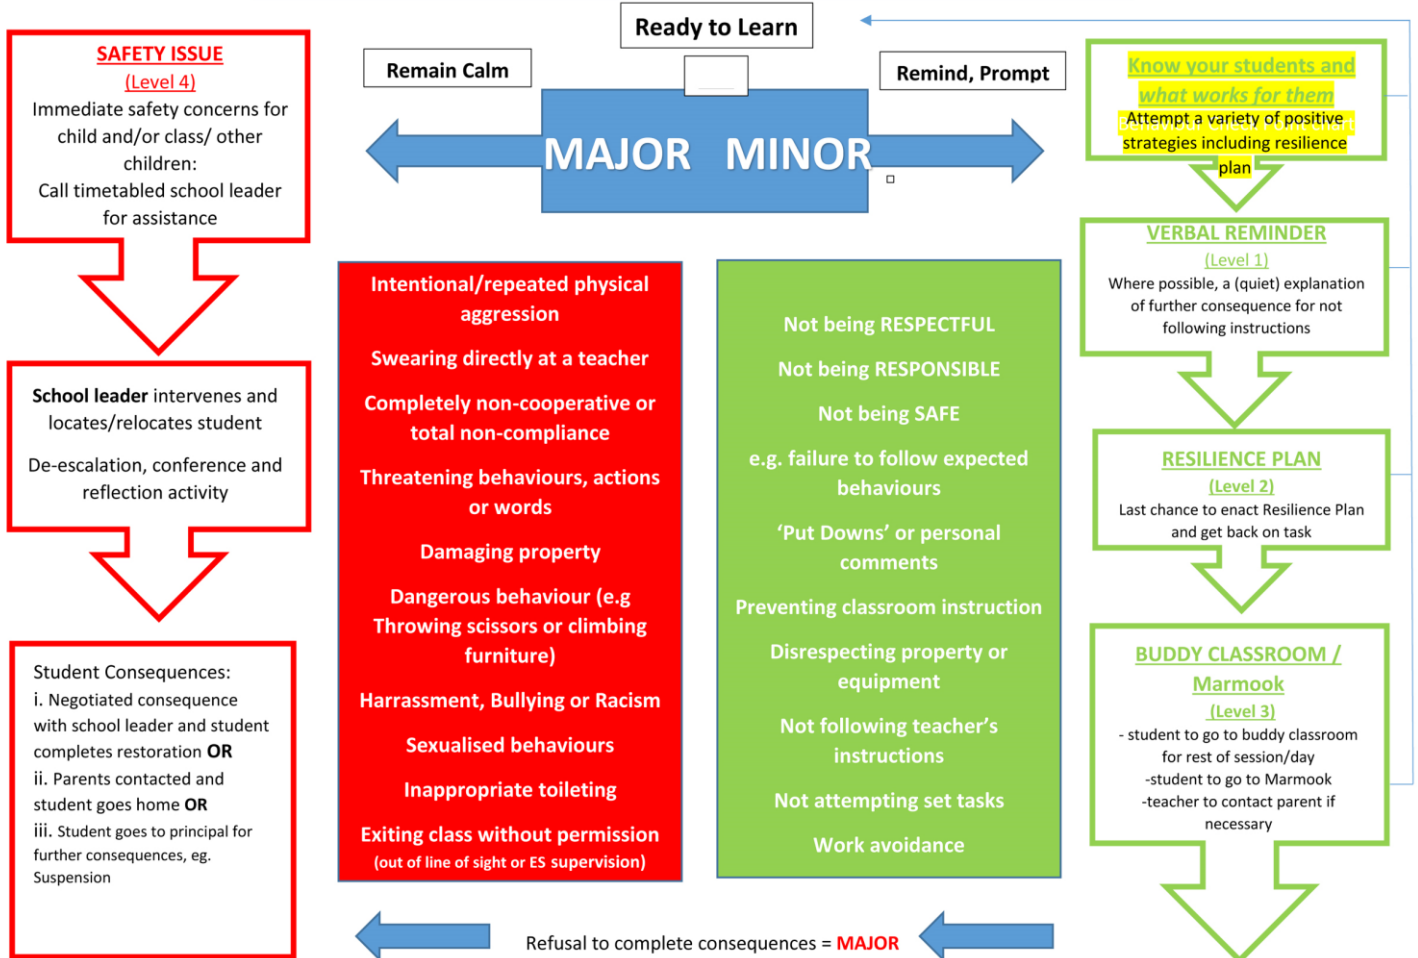 Ready to Learn
Remain Calm
Remind, Prompt
MAJOR MINOR
SAFETY ISSUE
(Level 4)
Immediate safety concerns for
child and/or class/ other
children:
Call timetabled school leader
for assistance
School leader intervenes and
locates/relocates student
De-escalation, conference and
reflection activity
Student Consequences:
i. Negotiated consequence
with school leader and student
completes restoration OR
ii. Parents contacted and
student goes home OR
iii. Student goes to principal for
further consequences, eg.
Suspension
Intentional/repeated physical
aggression
Swearing directly at a teacher
Completely non-cooperative or
total non-compliance
Threatening behaviours, actions
or words
Damaging property
Dangerous behaviour (e.g
Throwing scissors or climbing
furniture)
Harrassment, Bullying or Racism
Sexualised behaviours
Inappropriate toileting
Exiting class without permission
(out of line of sight or ES supervision)
Not being RESPECTFUL
Not being RESPONSIBLE
Not being SAFE
e.g. failure to follow expected
behaviours
‘Put Downs’ or personal
comments
Preventing classroom instruction
Disrespecting property or
equipment
Not following teacher’s
instructions
Not attempting set tasks
Work avoidance
Know your students and
what works for them
Attempt a variety of positive
strategies including resilience
plan
VERBAL REMINDER
(Level 1)
Where possible, a (quiet) explanation
of further consequence for not
following instructions
RESILIENCE PLAN
(Level 2)
Last chance to enact Resilience Plan
and get back on task
BUDDY CLASSROOM /
Marmook
(Level 3)
- student to go to buddy classroom
for rest of session/day
-student to go to Marmook
-teacher to contact parent if
necessary
Refusal to complete consequences = MAJOR